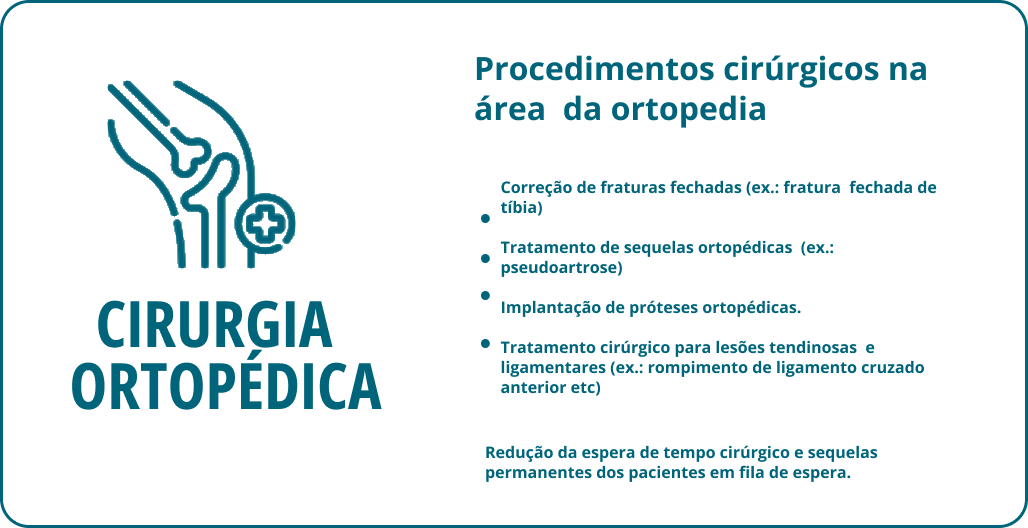 CIRURGIA
ORTOPÉDICA
Procedimentos cirúrgicos na
área da ortopedia
Correção de fraturas fechadas (ex.: fratura fechada de
tíbia)
Tratamento de sequelas ortopédicas (ex.:
pseudoartrose)
Implantação de próteses ortopédicas.
Tratamento cirúrgico para lesões tendinosas e
ligamentares (ex.: rompimento de ligamento cruzado
anterior etc)
Redução da espera de tempo cirúrgico e sequelas
permanentes dos pacientes em fila de espera.